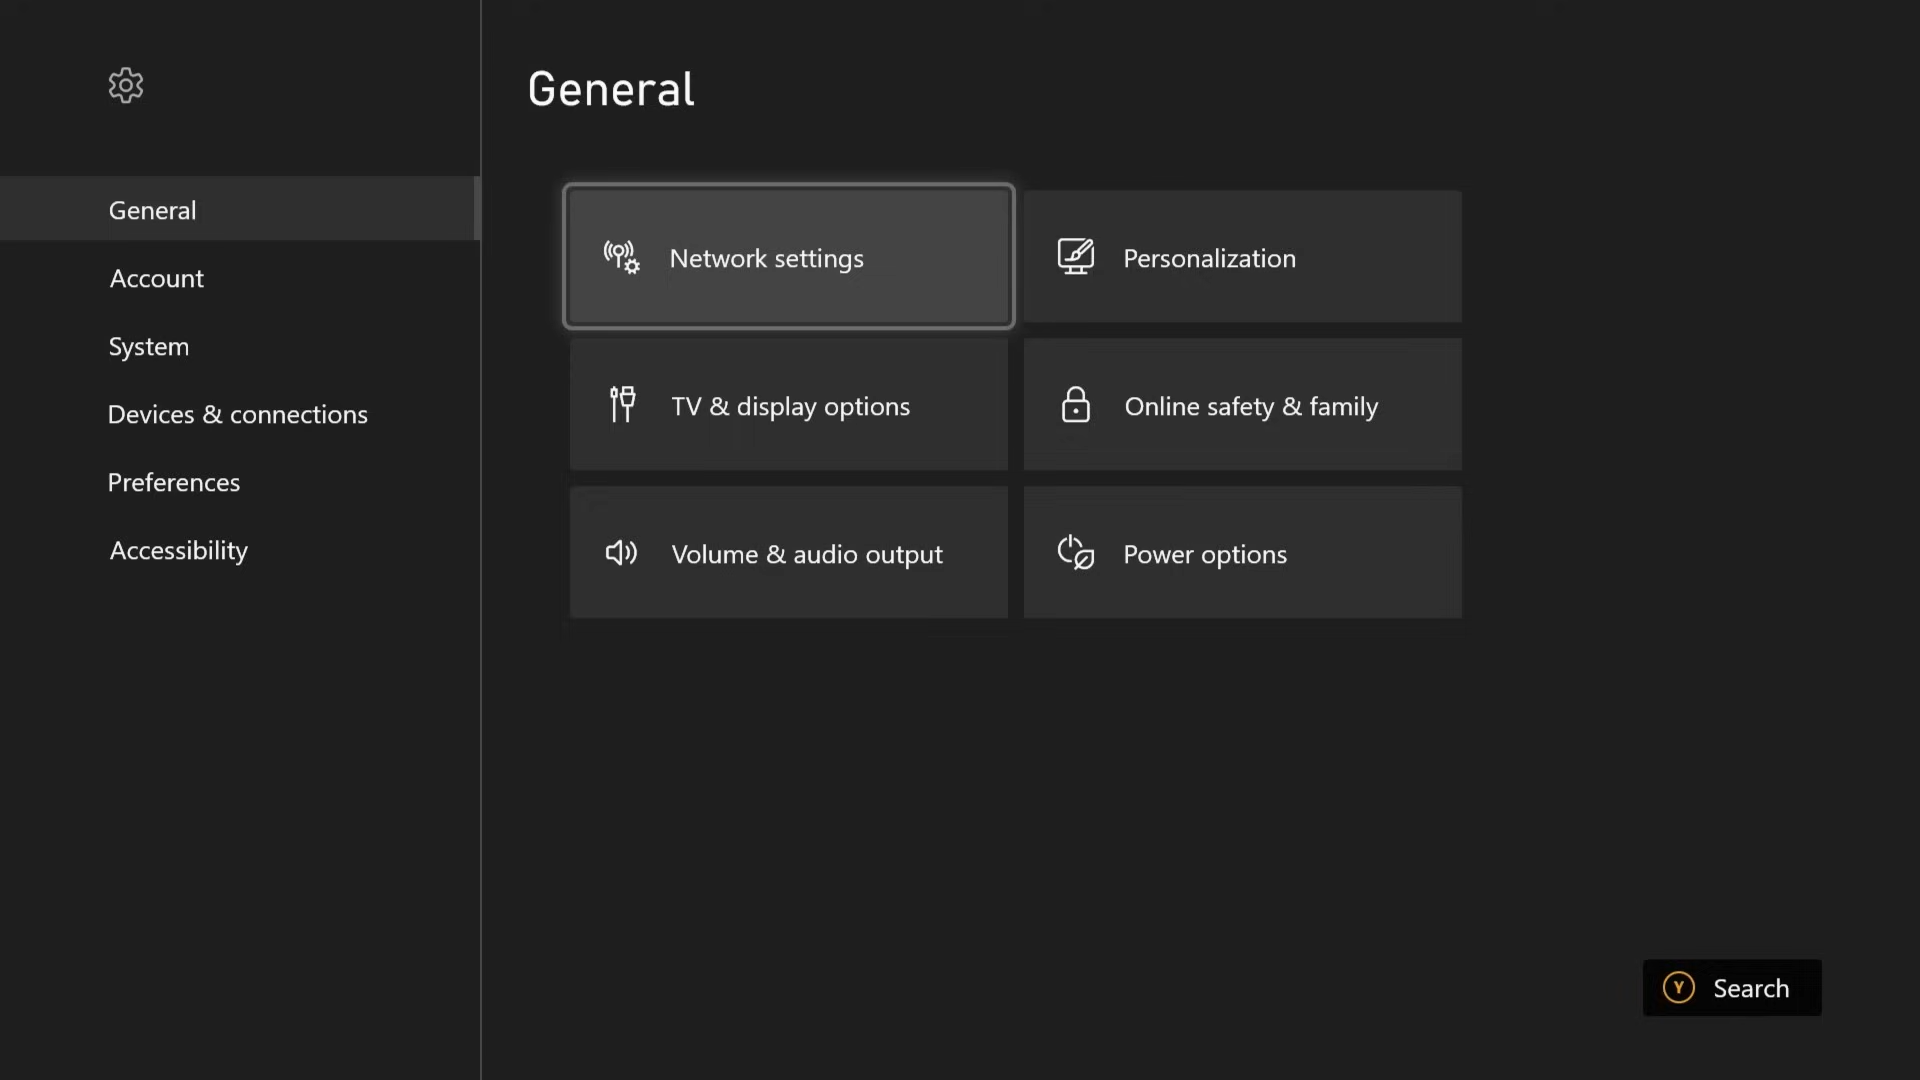 General
General
Account
System
Devices & connections
Preferences
Accessibility
Network settings
Personalization
TV & display options
Online safety & family
Volume & audio output
Power options
Y Search